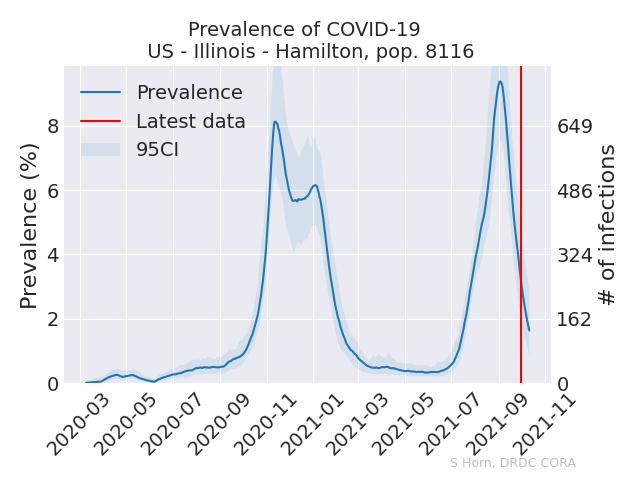 Prevalence of COVID-19
US - Illinois - Hamilton, pop. 8116
Prevalence
Latest data
95CI
Prevalence (%)
8
6
4
2
0
649
486
324
162
0
# of infections
2020-03
2020-05
2020-07
2020-09
2020-11
2021-01
2021-03
2021-05
2021-07
2021-09
2021-11
S Horn, DRDC CORA